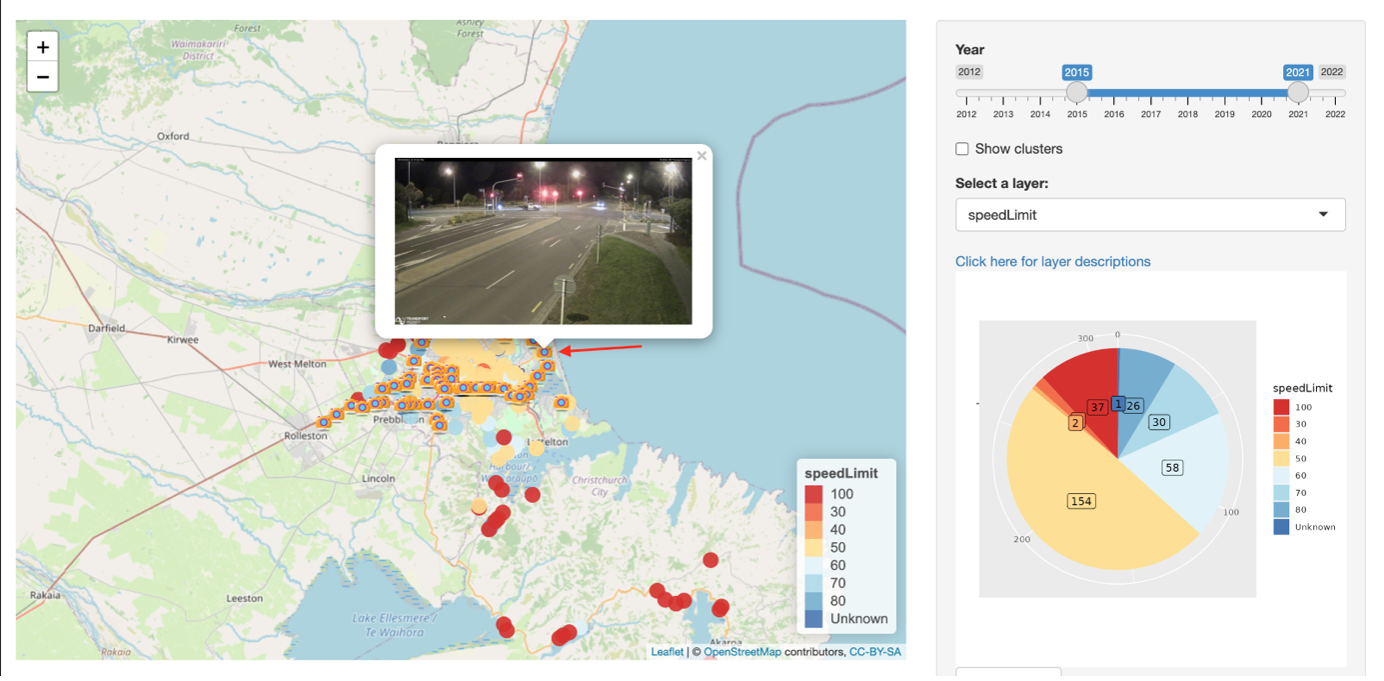 +
−
Forest
Waimakariri
District
Ashley
Forest
Oxford
Darfield
Kirwee
West Melton
Rolleston
Lincoln
Christchurch
City
Rakaia
Leeston
Lake Ellesmere /
Te Waihora
Rakaia
Akaroa
×
TRANSPORT
speedLimit
100
30
40
50
60
70
80
Unknown
Leaflet | © OpenStreetMap contributors, CC-BY-SA
Year
2012 2015 2021 2022
2012 2013 2014 2015 2016 2017 2018 2019 2020 2021 2022
Show clusters
Select a layer:
speedLimit
Click here for layer descriptions
300 0
37 1 26
2 30
58
154
100
200
speedLimit
100
30
40
50
60
70
80
Unknown